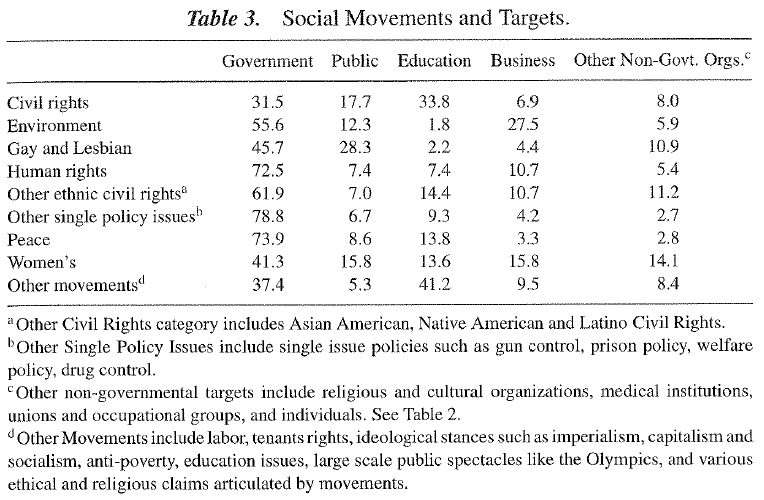 Table 3. Social Movements and Targets.
Government Public Education Business Other Non-Govt. Orgs.c
Civil rights 31.5 17.7 33.8 6.9 8.0
Environment 55.6 12.3 1.8 27.5 5.9
Gay and Lesbian 45.7 28.3 2.2 4.4 10.9
Human rights 72.5 7.4 7.4 10.7 5.4
Other ethnic civil rightsa 61.9 7.0 14.4 10.7 11.2
Other single policy issuesb 78.8 6.7 9.3 4.2 2.7
Peace 73.9 8.6 13.8 3.3 2.8
Women's 41.3 15.8 13.6 15.8 14.1
Other movementsd 37.4 5.3 41.2 9.5 8.4
a Other Civil Rights category includes Asian American, Native American and Latino Civil Rights.
b Other Single Policy Issues include single issue policies such as gun control, prison policy, welfare
policy, drug control.
c Other non-governmental targets include religious and cultural organizations, medical institutions,
unions and occupational groups, and individuals. See Table 2.
d Other Movements include labor, tenants rights, ideological stances such as imperialism, capitalism and
socialism, anti-poverty, education issues, large scale public spectacles like the Olympics, and various
ethical and religious claims articulated by movements.